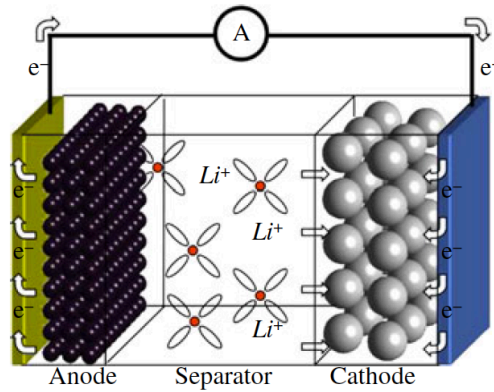 A
e⁻ e⁻
Li⁺
e⁻ e⁻
Li⁺
e⁻ e⁻
e⁻ e⁻
Li⁺
e⁻ e⁻
Anode Separator Cathode